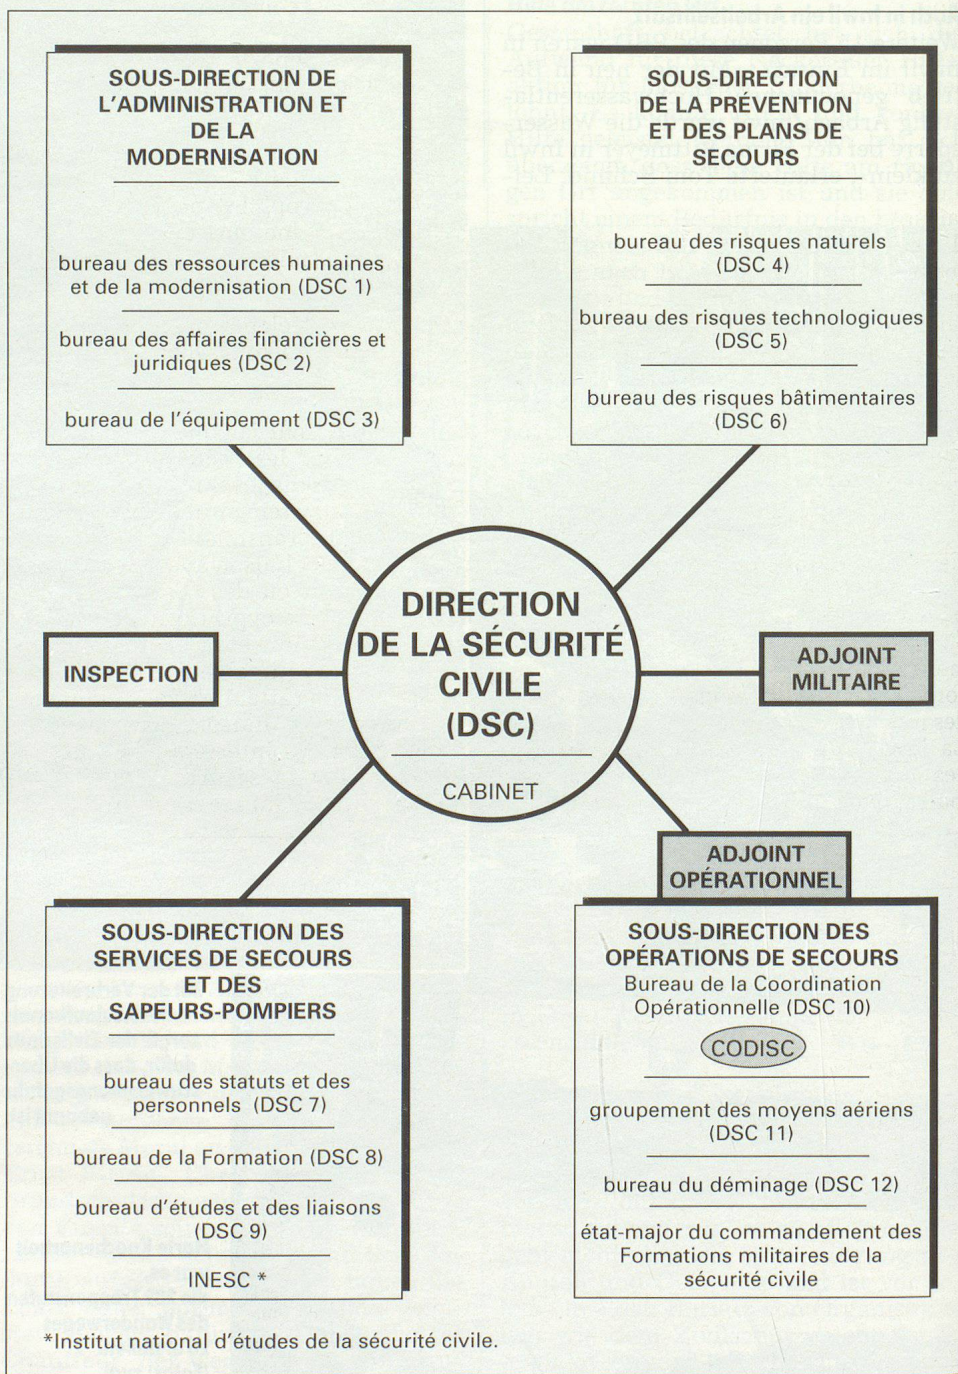 SOUS-DIRECTION DE
L'ADMINISTRATION ET
DE LA
MODERNISATION
bureau des ressources humaines
et de la modernisation (DSC 1)
bureau des affaires financières et
juridiques (DSC 2)
bureau de l'équipement (DSC 3)
SOUS-DIRECTION
DE LA PRÉVENTION
ET DES PLANS DE
SECOURS
bureau des risques naturels
(DSC 4)
bureau des risques technologiques
(DSC 5)
bureau des risques bâtimentaires
(DSC 6)
DIRECTION
DE LA SÉCURITÉ
CIVILE
(DSC)
CABINET
INSPECTION
ADJOINT
MILITAIRE
ADJOINT
OPÉRATIONNEL
SOUS-DIRECTION DES
SERVICES DE SECOURS
ET DES
SAPEURS-POMPIERS
bureau des statuts et des
personnels (DSC 7)
bureau de la Formation (DSC 8)
bureau d'études et des liaisons
(DSC 9)
INESC *
SOUS-DIRECTION DES
OPÉRATIONS DE SECOURS
Bureau de la Coordination
Opérationnelle (DSC 10)
CODISC
groupement des moyens aériens
(DSC 11)
bureau du déminage (DSC 12)
état-major du commandement des
Formations militaires de la
sécurité civile
*Institut national d'études de la sécurité civile.